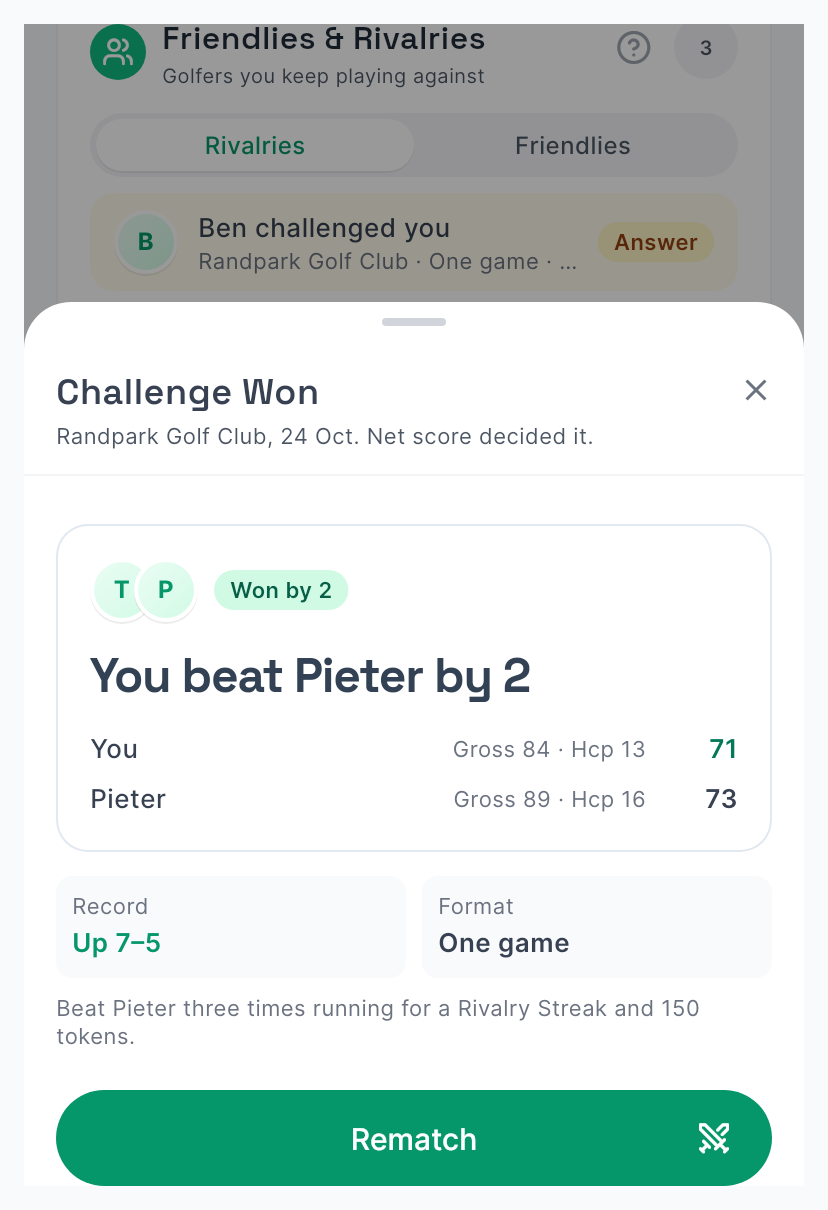 Friendlies & Rivalries
3
Golfers you keep playing against
Rivalries
Friendlies
B
Ben challenged you
Randpark Golf Club · One game · ...
Answer
Challenge Won
Randpark Golf Club, 24 Oct. Net score decided it.
T
P
Won by 2
You beat Pieter by 2
You
Gross 84 · Hcp 13
71
Pieter
Gross 89 · Hcp 16
73
Record
Up 7–5
Format
One game
Beat Pieter three times running for a Rivalry Streak and 150
tokens.
Rematch